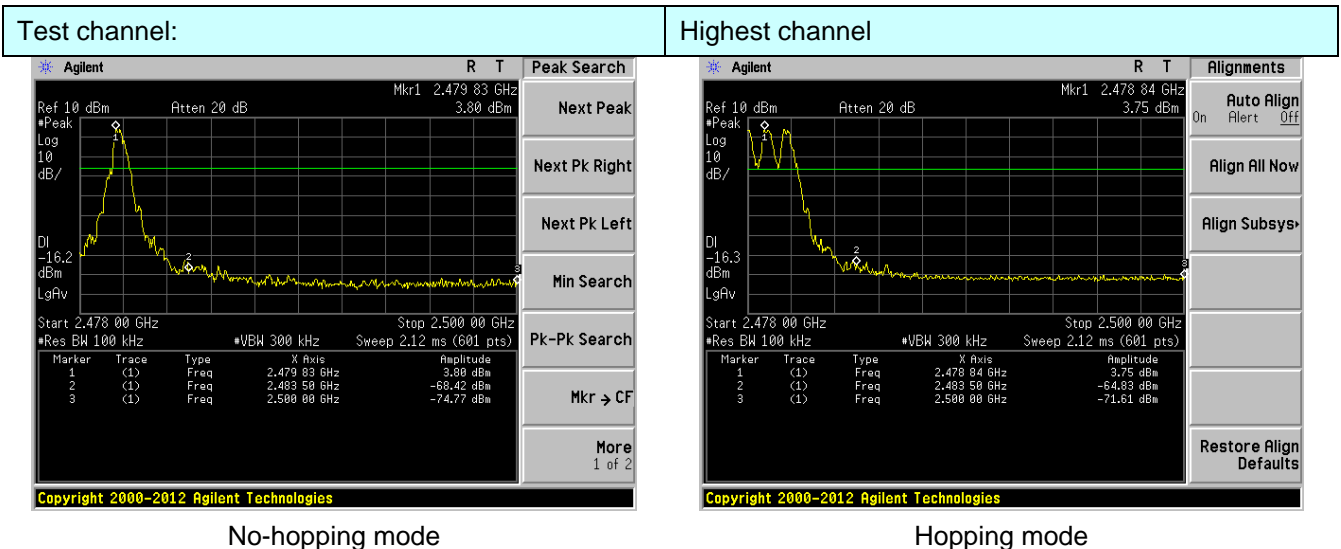 Test channel: Highest channel
Agilent R T Peak Search
Mkr1 2.479 83 GHz
Ref 10 dBm Atten 20 dB 3.80 dBm
#Peak
Log
10
dB/
DI
-16.2
dBm
LgAv
1
2
3
Start 2.478 00 GHz Stop 2.500 00 GHz
#Res BW 100 kHz #VBW 300 kHz Sweep 2.12 ms (601 pts)
Marker Trace Type X Axis Amplitude
1 (1) Freq 2.479 83 GHz 3.80 dBm
2 (1) Freq 2.483 50 GHz -68.42 dBm
3 (1) Freq 2.500 00 GHz -74.77 dBm
Next Peak
Next Pk Right
Next Pk Left
Min Search
Pk-Pk Search
Mkr → CF
More
1 of 2
Copyright 2000-2012 Agilent Technologies
No-hopping mode
Agilent R T Alignments
Mkr1 2.478 84 GHz
Ref 10 dBm Atten 20 dB 3.75 dBm
#Peak
Log
10
dB/
DI
-16.3
dBm
LgAv
1
2
3
Start 2.478 00 GHz Stop 2.500 00 GHz
#Res BW 100 kHz #VBW 300 kHz Sweep 2.12 ms (601 pts)
Marker Trace Type X Axis Amplitude
1 (1) Freq 2.478 84 GHz 3.75 dBm
2 (1) Freq 2.483 50 GHz -64.83 dBm
3 (1) Freq 2.500 00 GHz -71.61 dBm
Auto Align
On Alert Off
Align All Now
Align Subsys▸
Restore Align
Defaults
Copyright 2000-2012 Agilent Technologies
Hopping mode